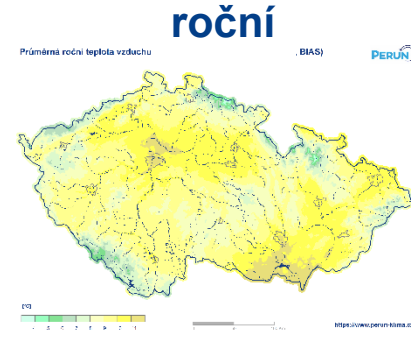 roční
Průměrná roční teplota vzduchu , BIAS)
PERUN
[°C]
https://www.perun-klima.c